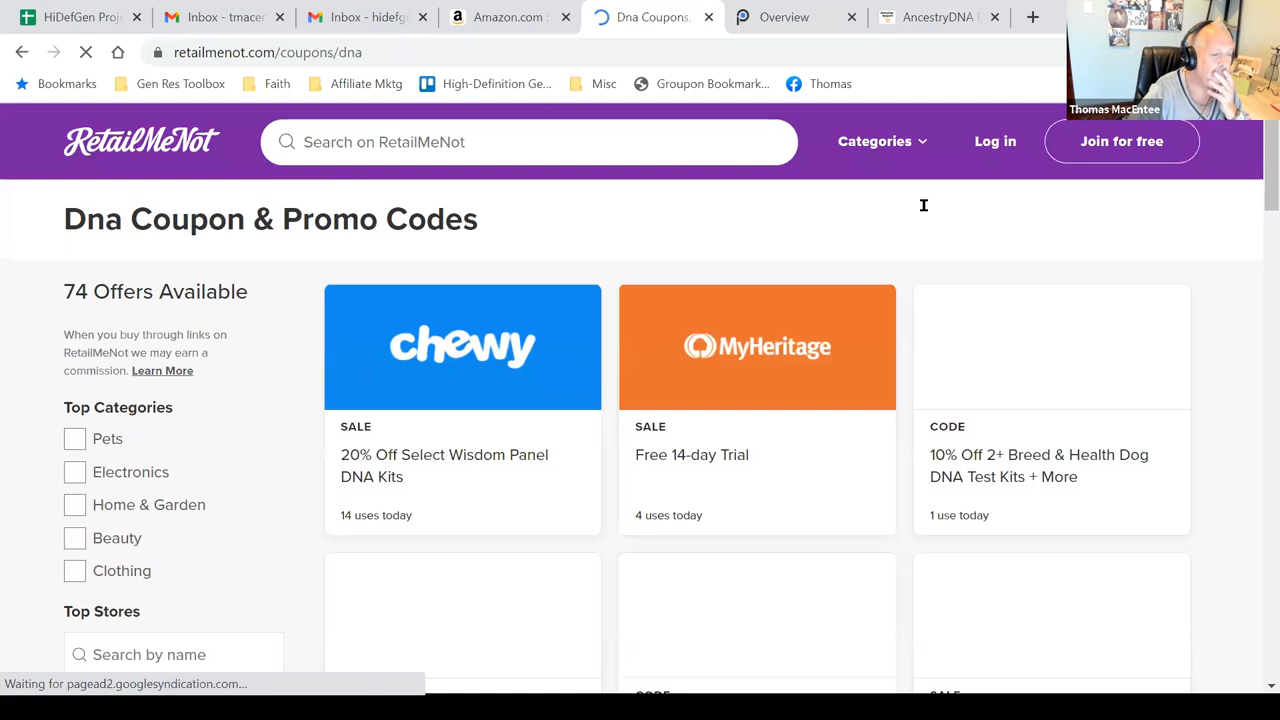 HiDefGen Proj
Inbox - tmacen
Inbox - hidefg
Amazon.com :
Dna Coupons,
Overview
AncestryDNA E
retailmenot.com/coupons/dna
Bookmarks
Gen Res Toolbox
Faith
Affiliate Mktg
High-Definition Ge...
Misc
Groupon Bookmark...
Thomas
Thomas MacEntee
RetailMeNot
Search on RetailMeNot
Categories
Log in
Join for free
Dna Coupon & Promo Codes
74 Offers Available
When you buy through links on
RetailMeNot we may earn a
commission. Learn More
Top Categories
Pets
Electronics
Home & Garden
Beauty
Clothing
Top Stores
Search by name
chewy
SALE
20% Off Select Wisdom Panel
DNA Kits
14 uses today
MyHeritage
SALE
Free 14-day Trial
4 uses today
CODE
10% Off 2+ Breed & Health Dog
DNA Test Kits + More
1 use today
CODE
SALE
Waiting for pagead2.googlesyndication.com...